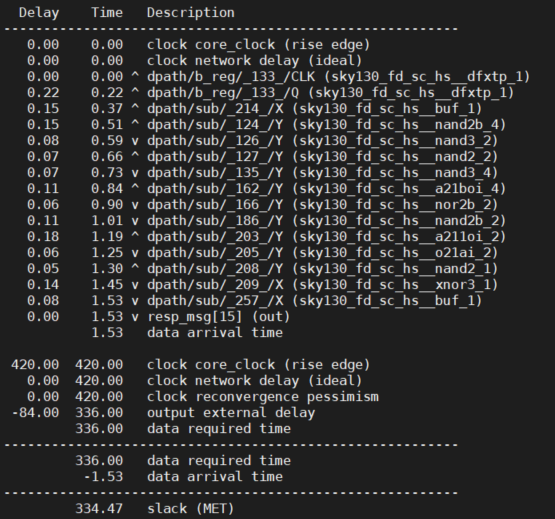 Delay    Time   Description
---------------------------------------------------------
0.00    0.00   clock core_clock (rise edge)
0.00    0.00   clock network delay (ideal)
0.00    0.00 ^ dpath/b_reg/_133_/CLK (sky130_fd_sc_hs__dfxtp_1)
0.22    0.22 ^ dpath/b_reg/_133_/Q (sky130_fd_sc_hs__dfxtp_1)
0.15    0.37 ^ dpath/sub/_214_/X (sky130_fd_sc_hs__buf_1)
0.15    0.51 ^ dpath/sub/_124_/Y (sky130_fd_sc_hs__nand2b_4)
0.08    0.59 v dpath/sub/_126_/Y (sky130_fd_sc_hs__nand3_2)
0.07    0.66 ^ dpath/sub/_127_/Y (sky130_fd_sc_hs__nand2_2)
0.07    0.73 v dpath/sub/_135_/Y (sky130_fd_sc_hs__nand3_4)
0.11    0.84 ^ dpath/sub/_162_/Y (sky130_fd_sc_hs__a21boi_4)
0.06    0.90 v dpath/sub/_166_/Y (sky130_fd_sc_hs__nor2b_2)
0.11    1.01 v dpath/sub/_186_/Y (sky130_fd_sc_hs__nand2b_2)
0.18    1.19 ^ dpath/sub/_203_/Y (sky130_fd_sc_hs__a211oi_2)
0.06    1.25 v dpath/sub/_205_/Y (sky130_fd_sc_hs__o21ai_2)
0.05    1.30 ^ dpath/sub/_208_/Y (sky130_fd_sc_hs__nand2_1)
0.14    1.45 v dpath/sub/_209_/X (sky130_fd_sc_hs__xnor3_1)
0.08    1.53 v dpath/sub/_257_/X (sky130_fd_sc_hs__buf_1)
0.00    1.53 v resp_msg[15] (out)
1.53   data arrival time
420.00  420.00   clock core_clock (rise edge)
0.00  420.00   clock network delay (ideal)
0.00  420.00   clock reconvergence pessimism
-84.00  336.00   output external delay
336.00   data required time
---------------------------------------------------------
336.00   data required time
-1.53   data arrival time
---------------------------------------------------------
334.47   slack (MET)